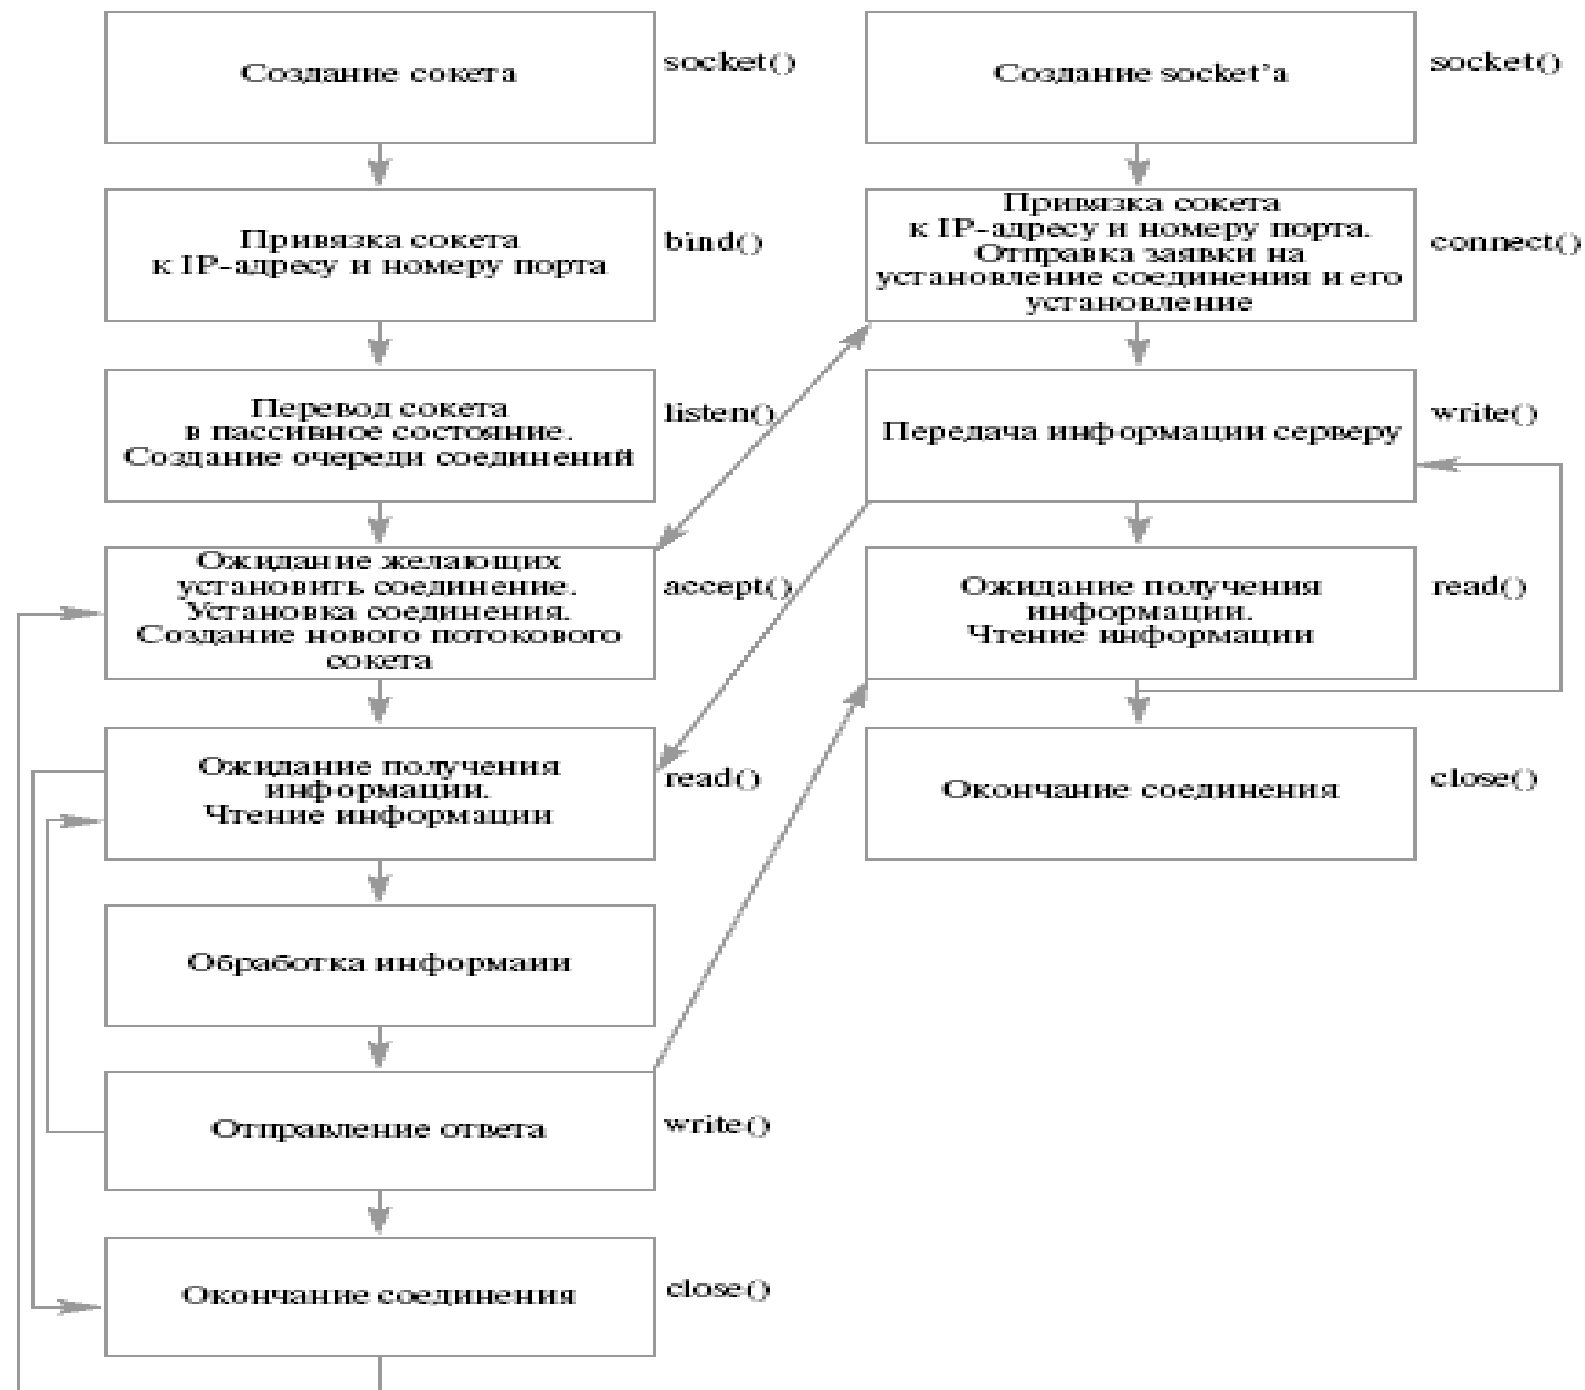 Создание сокета
socket()
Привязка сокета
к IP-адресу и номеру порта
bind()
Перевод сокета
в пассивное состояние.
Создание очереди соединений
listen()
Ожидание желающих
установить соединение.
Установка соединения.
Создание нового потокового
сокета
accept()
Ожидание получения
информации.
Чтение информации
read()
Обработка информаии
Отправление ответа
write()
Окончание соединения
close()
Создание socket’а
socket()
Привязка сокета
к IP-адресу и номеру порта.
Отправка заявки на
установление соединения и его
установление
connect()
Передача информации серверу
write()
Ожидание получения
информации.
Чтение информации
read()
Окончание соединения
close()